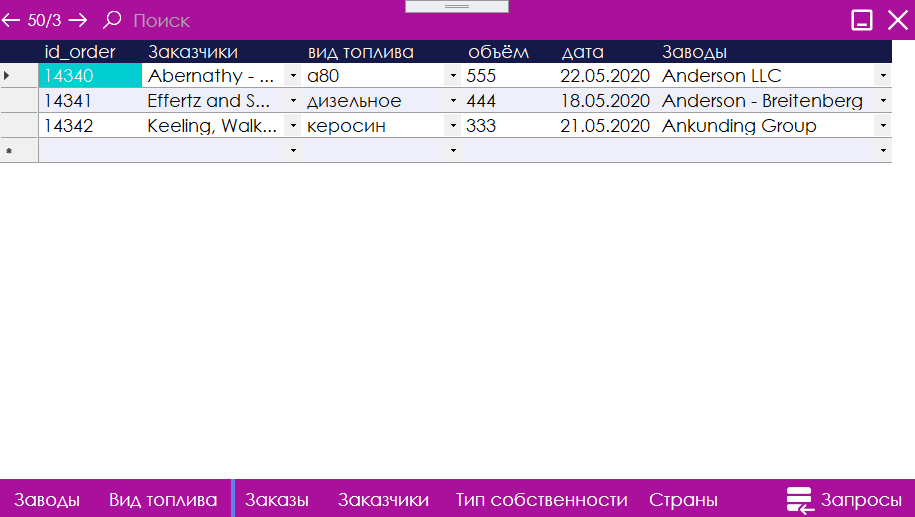 50/3 Поиск
id_order Заказчики вид топлива объём дата Заводы
14340 Abernathy - ... а80 555 22.05.2020 Anderson LLC
14341 Effertz and S... дизельное 444 18.05.2020 Anderson - Breitenberg
14342 Keeling, Walk... керосин 333 21.05.2020 Ankunding Group
Заводы Вид топлива Заказы Заказчики Тип собственности Страны Запросы